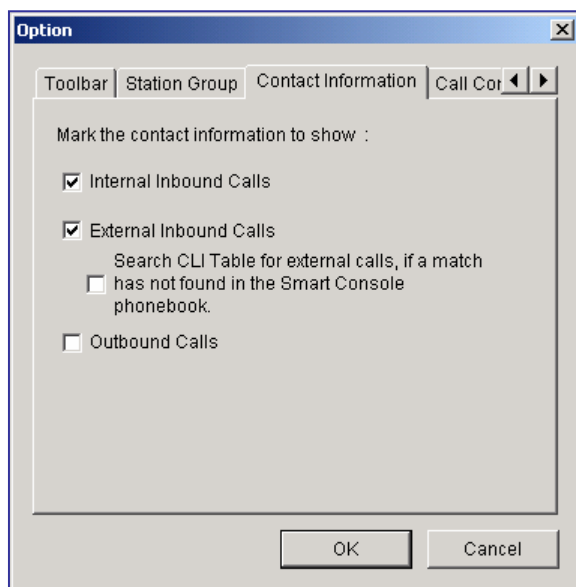 Option
Toolbar Station Group Contact Information Call Cor
Mark the contact information to show :
Internal Inbound Calls
External Inbound Calls
Search CLI Table for external calls, if a match
has not found in the Smart Console
phonebook.
Outbound Calls
OK Cancel